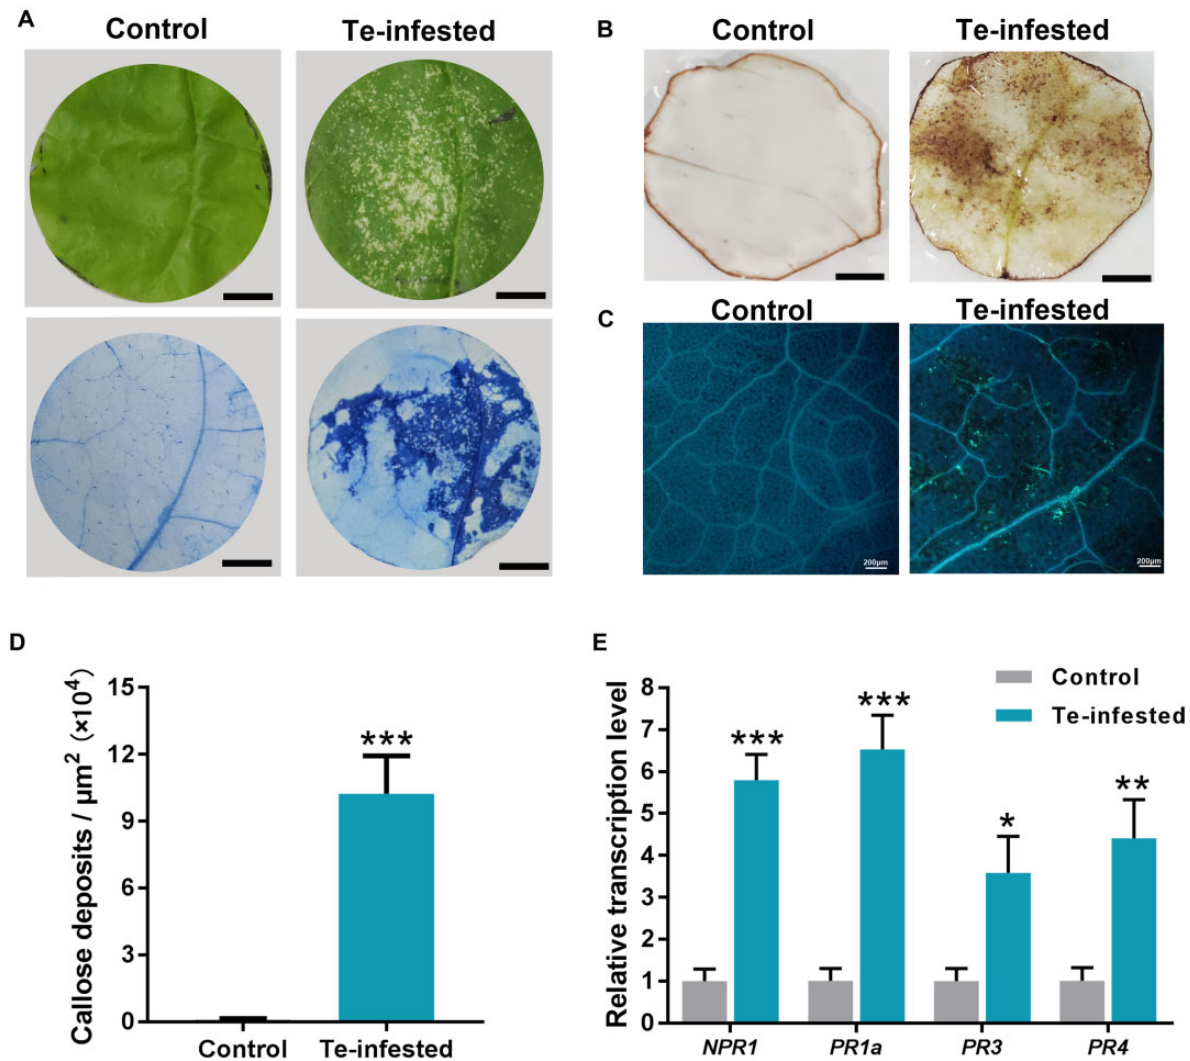 A
Control
Te-infested
B
Control
Te-infested
C
Control
Te-infested
200μm
200μm
D
Callose deposits / μm² (×10⁴)
15
12
9
6
3
0
***
Control
Te-infested
E
Relative transcription level
8
7
6
5
4
3
2
1
0
Control
Te-infested
***
***
*
**
NPR1
PR1a
PR3
PR4